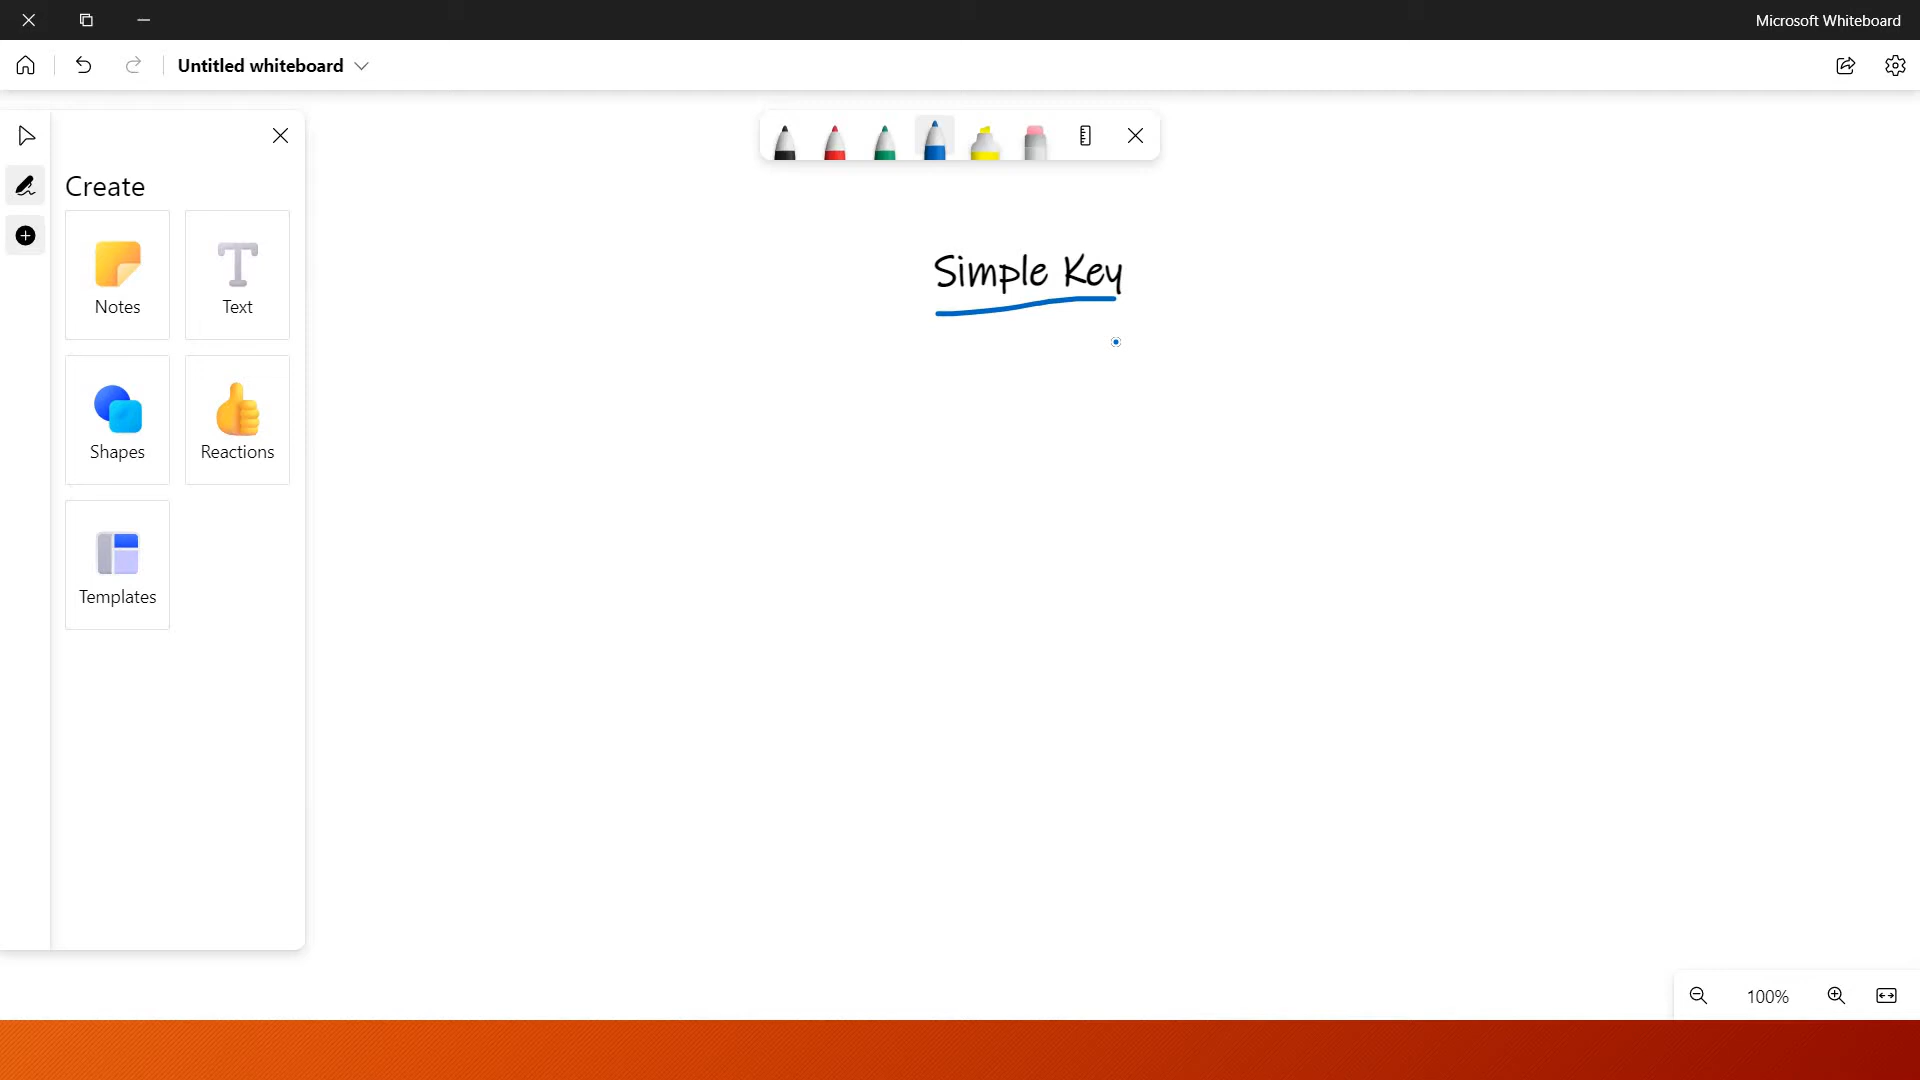 Microsoft Whiteboard
Untitled whiteboard
Create
Notes
Text
Shapes
Reactions
Templates
Simple Key
100%